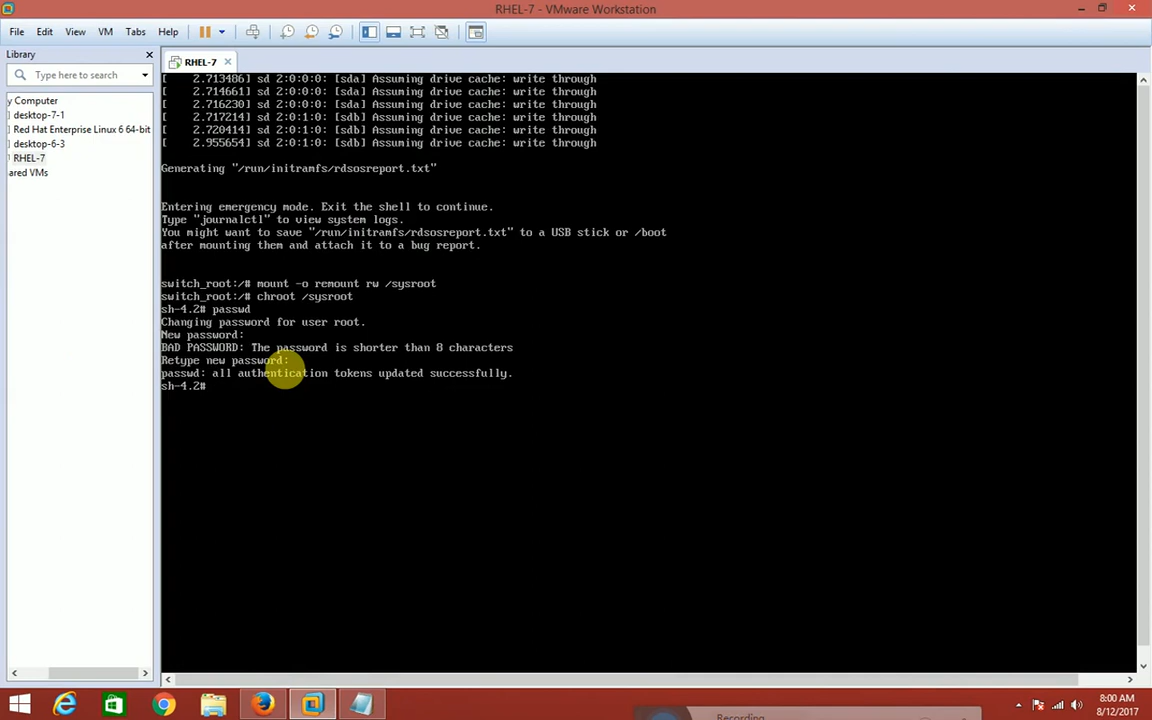 RHEL-7 - VMware Workstation
File Edit View VM Tabs Help
Library
Type here to search
RHEL-7
y Computer
desktop-7-1
Red Hat Enterprise Linux 6 64-bit
desktop-6-3
RHEL-7
ared VMs
[    2.713486] sd 2:0:0:0: [sda] Assuming drive cache: write through
[    2.714661] sd 2:0:0:0: [sda] Assuming drive cache: write through
[    2.716230] sd 2:0:0:0: [sda] Assuming drive cache: write through
[    2.717214] sd 2:0:1:0: [sdb] Assuming drive cache: write through
[    2.720414] sd 2:0:1:0: [sdb] Assuming drive cache: write through
[    2.955654] sd 2:0:1:0: [sdb] Assuming drive cache: write through
Generating "/run/initramfs/rdsosreport.txt"
Entering emergency mode. Exit the shell to continue.
Type "journalctl" to view system logs.
You might want to save "/run/initramfs/rdsosreport.txt" to a USB stick or /boot
after mounting them and attach it to a bug report.
switch_root:/# mount -o remount rw /sysroot
switch_root:/# chroot /sysroot
sh-4.2# passwd
Changing password for user root.
New password:
BAD PASSWORD: The password is shorter than 8 characters
Retype new password:
passwd: all authentication tokens updated successfully.
sh-4.2#
Recording
8:00 AM
8/12/2017